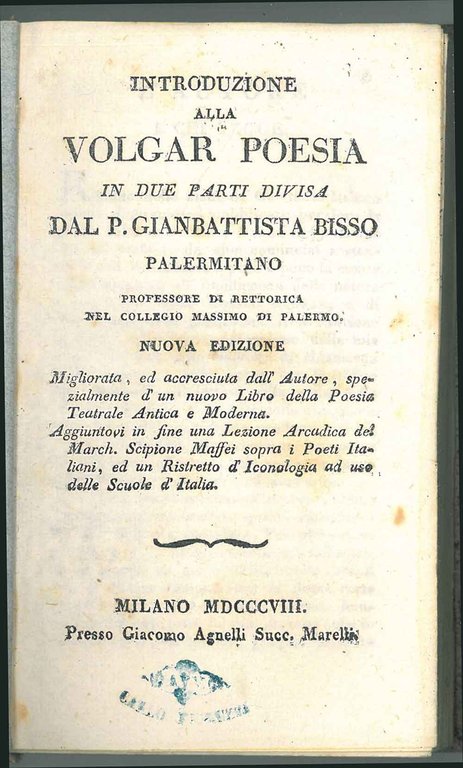 INTRODUZIONE
ALLA
VOLGAR POESIA
IN DUE PARTI DIVISA
DAL P. GIANBATTISTA BISSO
PALERMITANO
PROFESSORE DI RETTORICA
NEL COLLEGIO MASSIMO DI PALERMO.
NUOVA EDIZIONE
Migliorata, ed accresciuta dall' Autore, spe-
zialmente d'un nuovo Libro della Poesia
Teatrale Antica e Moderna.
Aggiuntovi in fine una Lezione Arcadica del
March. Scipione Maffei sopra i Poeti Ita-
liani, ed un Ristretto d'Iconologia ad uso
delle Scuole d'Italia.
MILANO MDCCCVIII.
Presso Giacomo Agnelli Succ. Marelli.